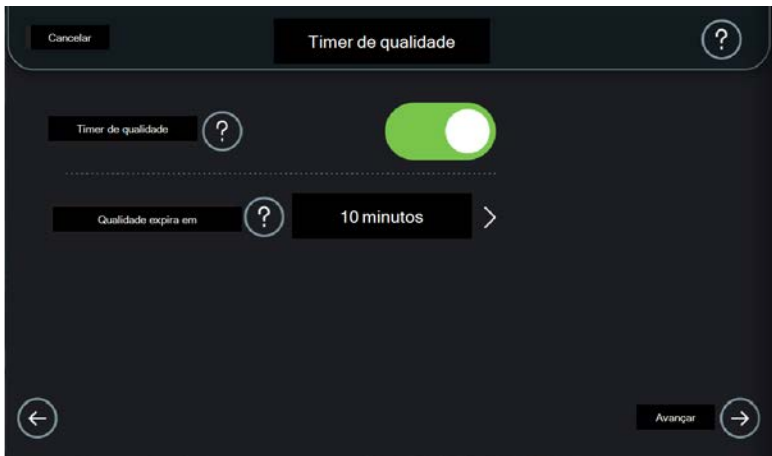 Cancelar
Timer de qualidade
?
Timer de qualidade
?
Qualidade expira em
?
10 minutos
Avançar